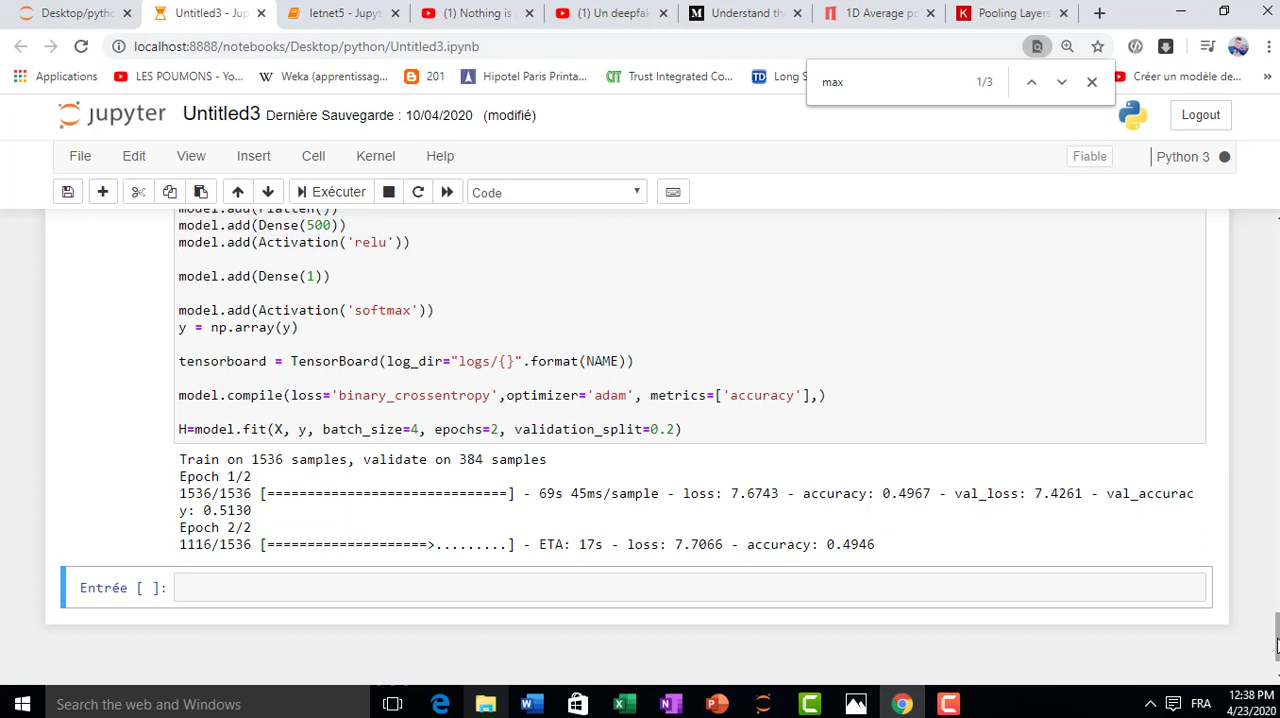 Desktop/pytho
Untitled3 - Jup
letnet5 - Jupyt
(1) Nothing is g
(1) Un deepfak
Understand the
1D Average po
Pooling Layers
localhost:8888/notebooks/Desktop/python/Untitled3.ipynb
Applications
LES POUMONS - Yo...
Weka (apprentissag...
201
Hipotel Paris Printa...
Trust Integrated Co...
TD Long S
Créer un modèle de...
max 1/3
jupyter Untitled3 Dernière Sauvegarde : 10/04/2020 (modifié)
Logout
File Edit View Insert Cell Kernel Help
Fiable
Python 3
Exécuter
Code
model.add(Flatten())
model.add(Dense(500))
model.add(Activation('relu'))
model.add(Dense(1))
model.add(Activation('softmax'))
y = np.array(y)
tensorboard = TensorBoard(log_dir="logs/{}".format(NAME))
model.compile(loss='binary_crossentropy',optimizer='adam', metrics=['accuracy'],)
H=model.fit(X, y, batch_size=4, epochs=2, validation_split=0.2)
Train on 1536 samples, validate on 384 samples
Epoch 1/2
1536/1536 [==============================] - 69s 45ms/sample - loss: 7.6743 - accuracy: 0.4967 - val_loss: 7.4261 - val_accurac
y: 0.5130
Epoch 2/2
1116/1536 [====================>.........] - ETA: 17s - loss: 7.7066 - accuracy: 0.4946
Entrée [ ]:
Search the web and Windows
FRA
12:38 PM
4/23/2020